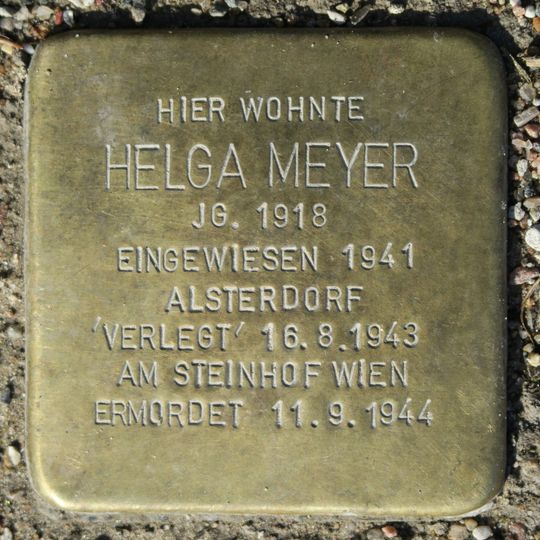 HIER WOHNTE
HELGA MEYER
JG. 1918
EINGEWIESEN 1941
ALSTERDORF
'VERLEGT' 16.8.1943
AM STEINHOF WIEN
ERMORDET 11.9.1944